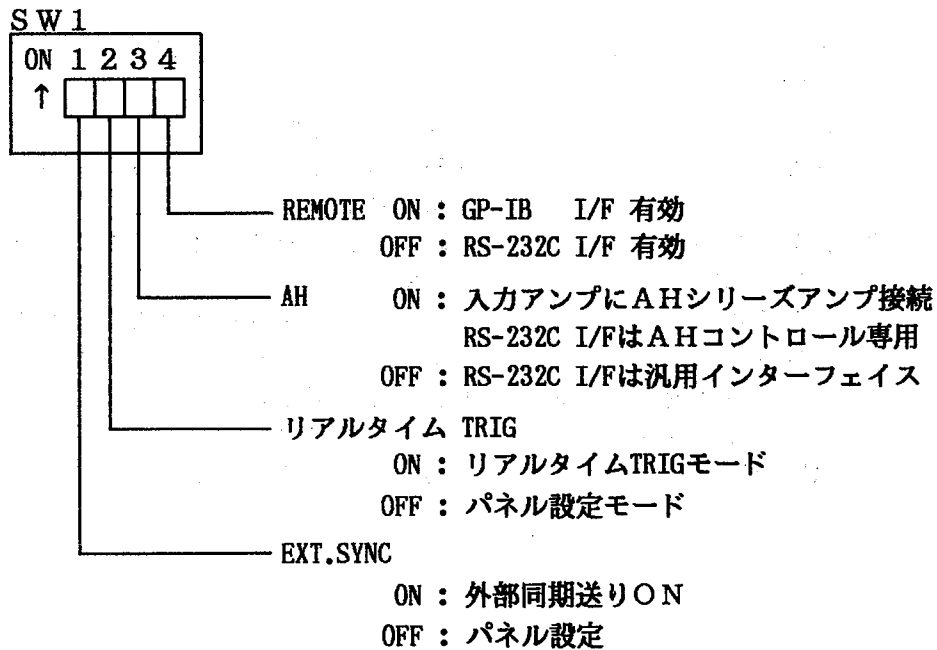 SW1
ON 1 2 3 4
↑
REMOTE ON : GP-IB I/F 有効
OFF : RS-232C I/F 有効
AH ON : 入力アンプにAHシリーズアンプ接続
RS-232C I/FはAHコントロール専用
OFF : RS-232C I/Fは汎用インターフェイス
リアルタイム TRIG
ON : リアルタイムTRIGモード
OFF : パネル設定モード
EXT.SYNC
ON : 外部同期送りON
OFF : パネル設定